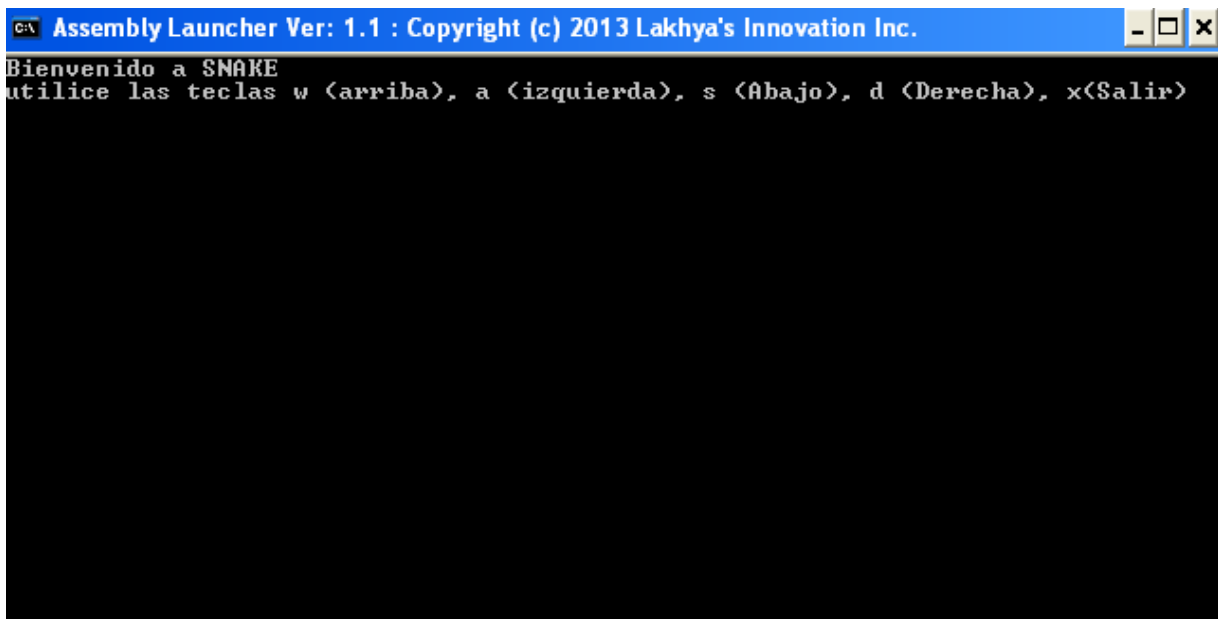 Assembly Launcher Ver: 1.1 : Copyright (c) 2013 Lakhya's Innovation Inc.
Bienvenido a SNAKE
utilice las teclas w (arriba), a (izquierda), s (Abajo), d (Derecha), x(Salir)